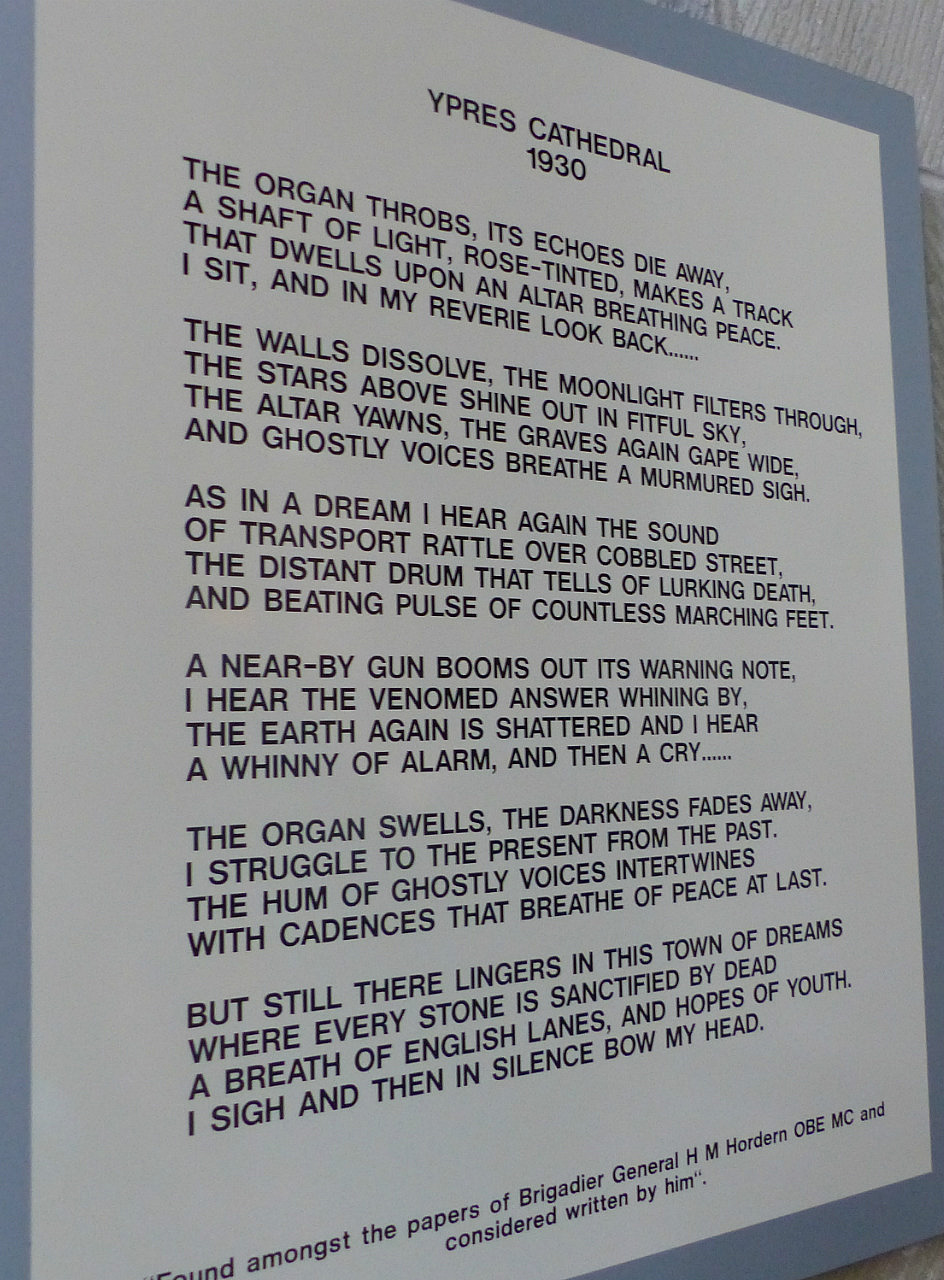 YPRES CATHEDRAL
1930
THE ORGAN THROBS, ITS ECHOES DIE AWAY,
A SHAFT OF LIGHT, ROSE-TINTED, MAKES A TRACK
THAT DWELLS UPON AN ALTAR BREATHING PEACE.
I SIT, AND IN MY REVERIE LOOK BACK......
THE WALLS DISSOLVE, THE MOONLIGHT FILTERS THROUGH,
THE STARS ABOVE SHINE OUT IN FITFUL SKY,
THE ALTAR YAWNS, THE GRAVES AGAIN GAPE WIDE,
AND GHOSTLY VOICES BREATHE A MURMURED SIGH.
AS IN A DREAM I HEAR AGAIN THE SOUND
OF TRANSPORT RATTLE OVER COBBLED STREET,
THE DISTANT DRUM THAT TELLS OF LURKING DEATH,
AND BEATING PULSE OF COUNTLESS MARCHING FEET.
A NEAR-BY GUN BOOMS OUT ITS WARNING NOTE,
I HEAR THE VENOMED ANSWER WHINING BY,
THE EARTH AGAIN IS SHATTERED AND I HEAR
A WHINNY OF ALARM, AND THEN A CRY......
THE ORGAN SWELLS, THE DARKNESS FADES AWAY,
I STRUGGLE TO THE PRESENT FROM THE PAST.
THE HUM OF GHOSTLY VOICES INTERTWINES
WITH CADENCES THAT BREATHE OF PEACE AT LAST.
BUT STILL THERE LINGERS IN THIS TOWN OF DREAMS
WHERE EVERY STONE IS SANCTIFIED BY DEAD
A BREATH OF ENGLISH LANES, AND HOPES OF YOUTH.
I SIGH AND THEN IN SILENCE BOW MY HEAD.
“Found amongst the papers of Brigadier General H M Hordern OBE MC and
considered written by him“.